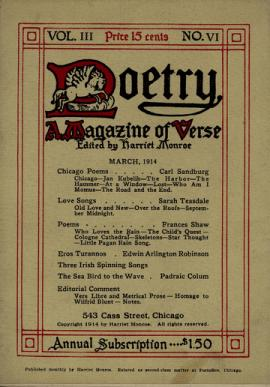 VOL. III Price 15 cents NO. VI
Poetry
A Magazine of Verse
Edited by Harriet Monroe
MARCH, 1914
Chicago Poems . . . . . . Carl Sandburg
Chicago—Jan Kubelik—The Harbor—The
Hammer—At a Window—Lost—Who Am I
Momus—The Road and the End.
Love Songs . . . . . . Sarah Teasdale
Old Love and New—Over the Roofs—Septem-
ber Midnight.
Poems . . . . . . . Frances Shaw
Who Loves the Rain—The Child's Quest—
Cologne Cathedral—Skeletons—Star Thought
—Little Pagan Rain Song.
Eros Turannos . Edwin Arlington Robinson
Three Irish Spinning Songs
The Sea Bird to the Wave . Padraic Colum
Editorial Comment
Vers Libre and Metrical Prose—Homage to
Wilfrid Blunt—Notes.
543 Cass Street, Chicago
Copyright 1914 by Harriet Monroe. All rights reserved.
Annual Subscription ....$1.50
Published monthly by Harriet Monroe. Entered as second-class matter at Postoffice, Chicago.